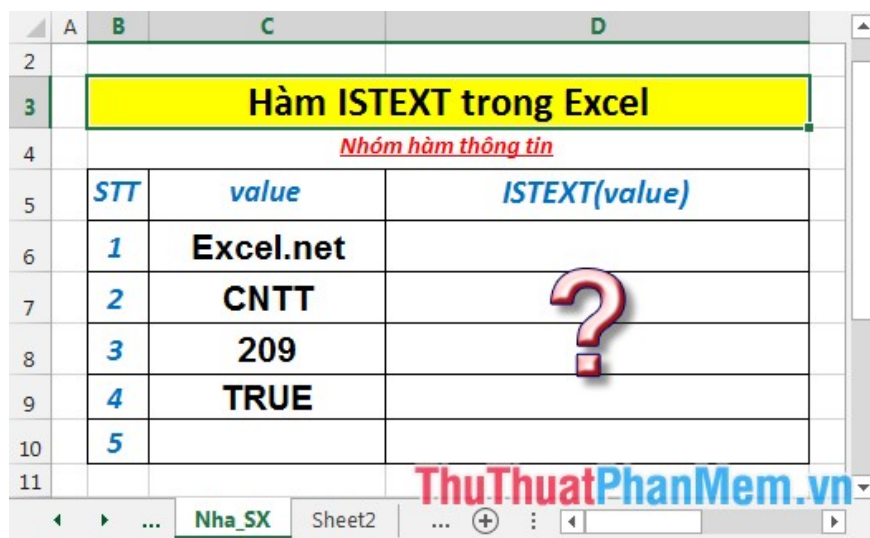 A B C D
2
3 Hàm ISTEXT trong Excel
4 Nhóm hàm thông tin
5 STT value ISTEXT(value)
6 1 Excel.net
7 2 CNTT
8 3 209
9 4 TRUE
10 5
?
11
ThuThuatPhanMem.vn
... Nha_SX Sheet2 ...